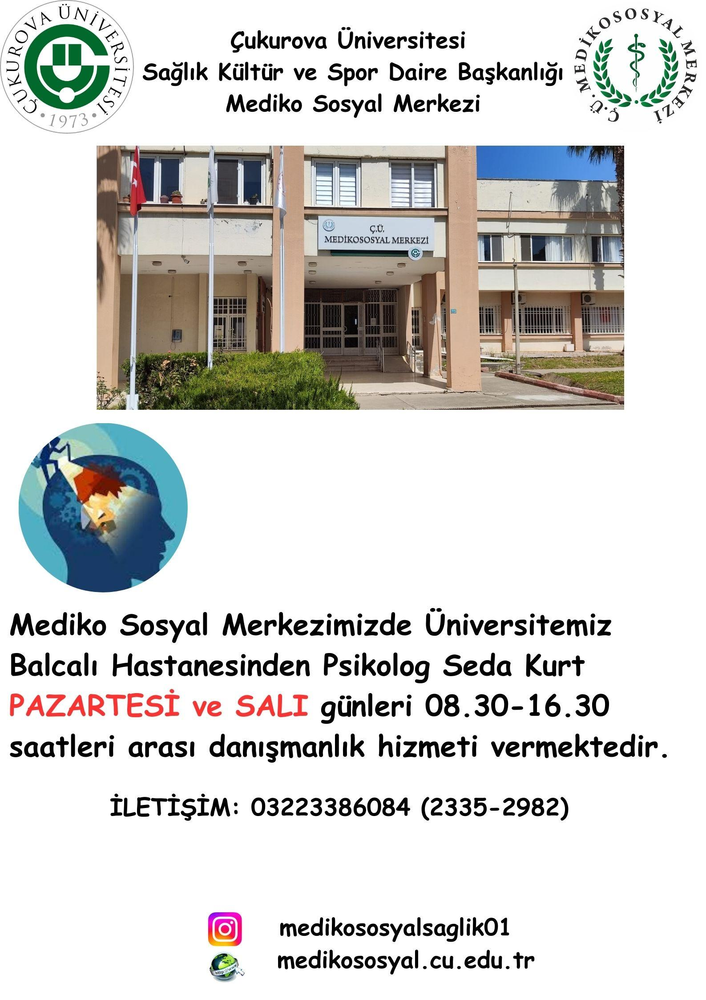 ÇUKUROVA ÜNİVERSİTESİ
• 1973 •
Çukurova Üniversitesi
Sağlık Kültür ve Spor Daire Başkanlığı
Mediko Sosyal Merkezi
Ç.Ü. MEDİKOSOSYAL MERKEZİ
Ç.Ü.
MEDİKOSOSYAL MERKEZİ
Mediko Sosyal Merkezimizde Üniversitemiz
Balcalı Hastanesinden Psikolog Seda Kurt
PAZARTESİ ve SALI günleri 08.30-16.30
saatleri arası danışmanlık hizmeti vermektedir.
İLETİŞİM: 03223386084 (2335-2982)
medikososyalsaglik01
http://www
medikososyal.cu.edu.tr